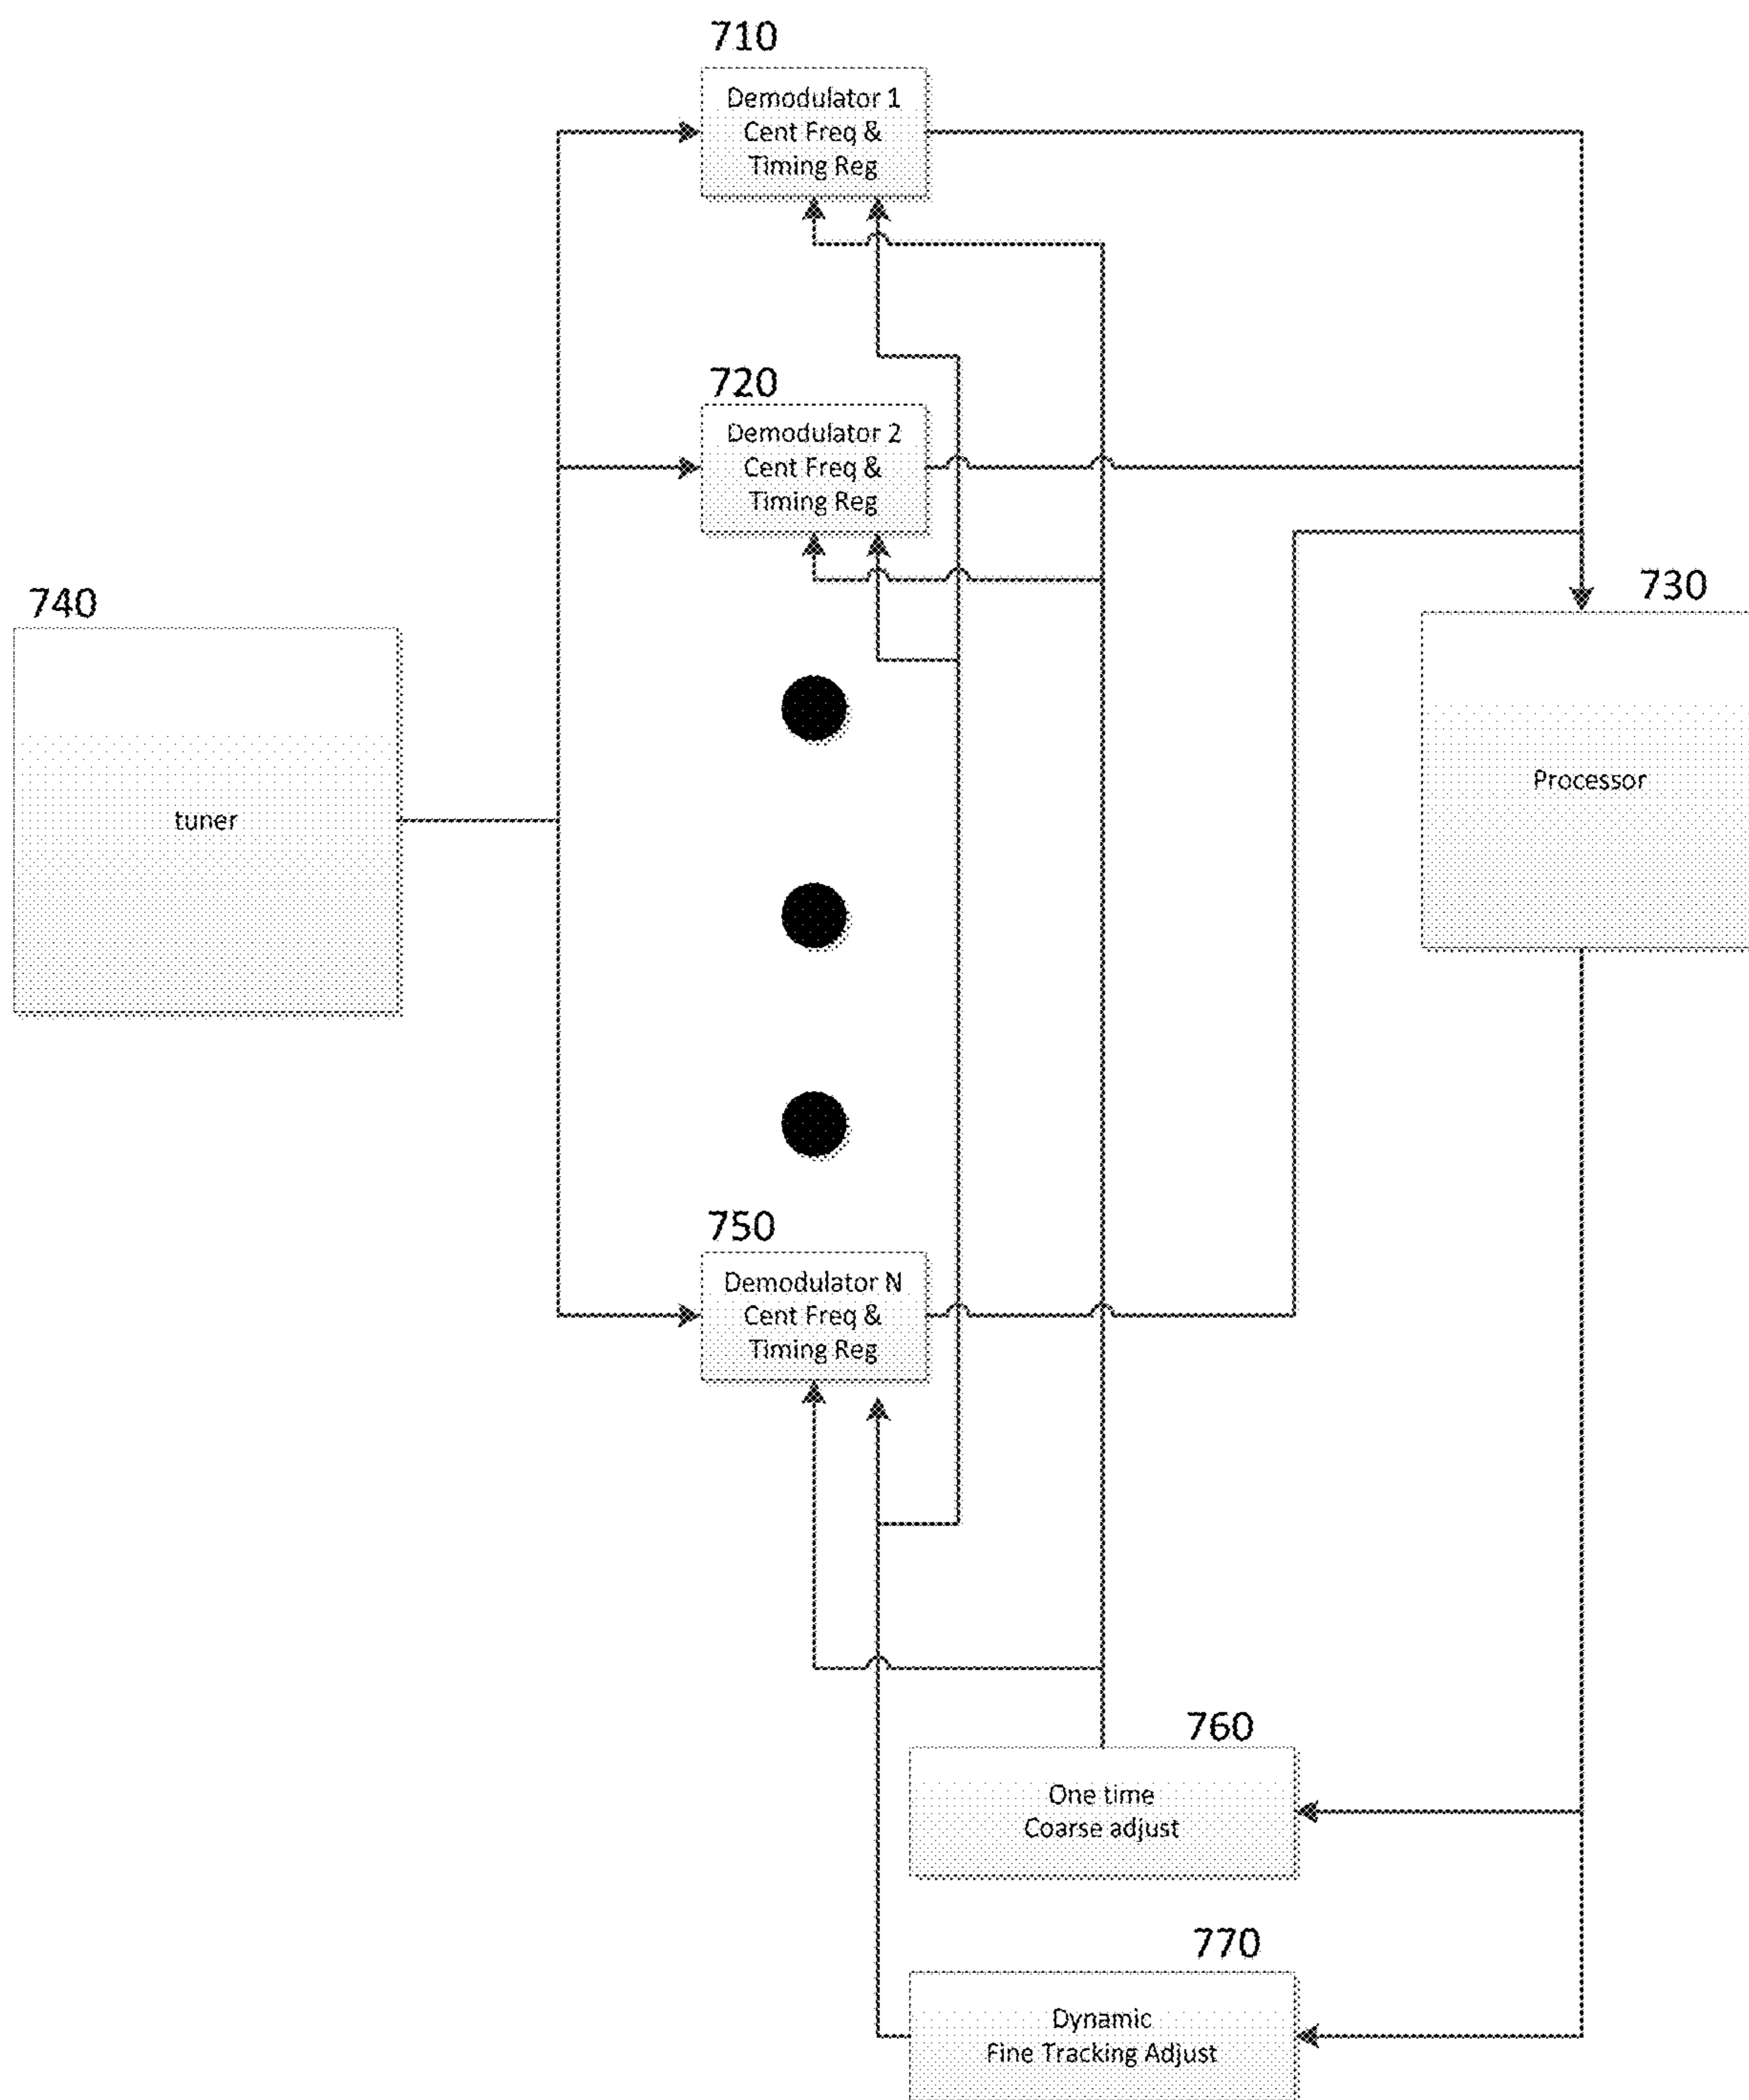 710
Demodulator 1
Cent Freq &
Timing Reg
720
Demodulator 2
Cent Freq &
Timing Reg
740
tuner
730
Processor
750
Demodulator N
Cent Freq &
Timing Reg
760
One time
Coarse adjust
770
Dynamic
Fine Tracking Adjust